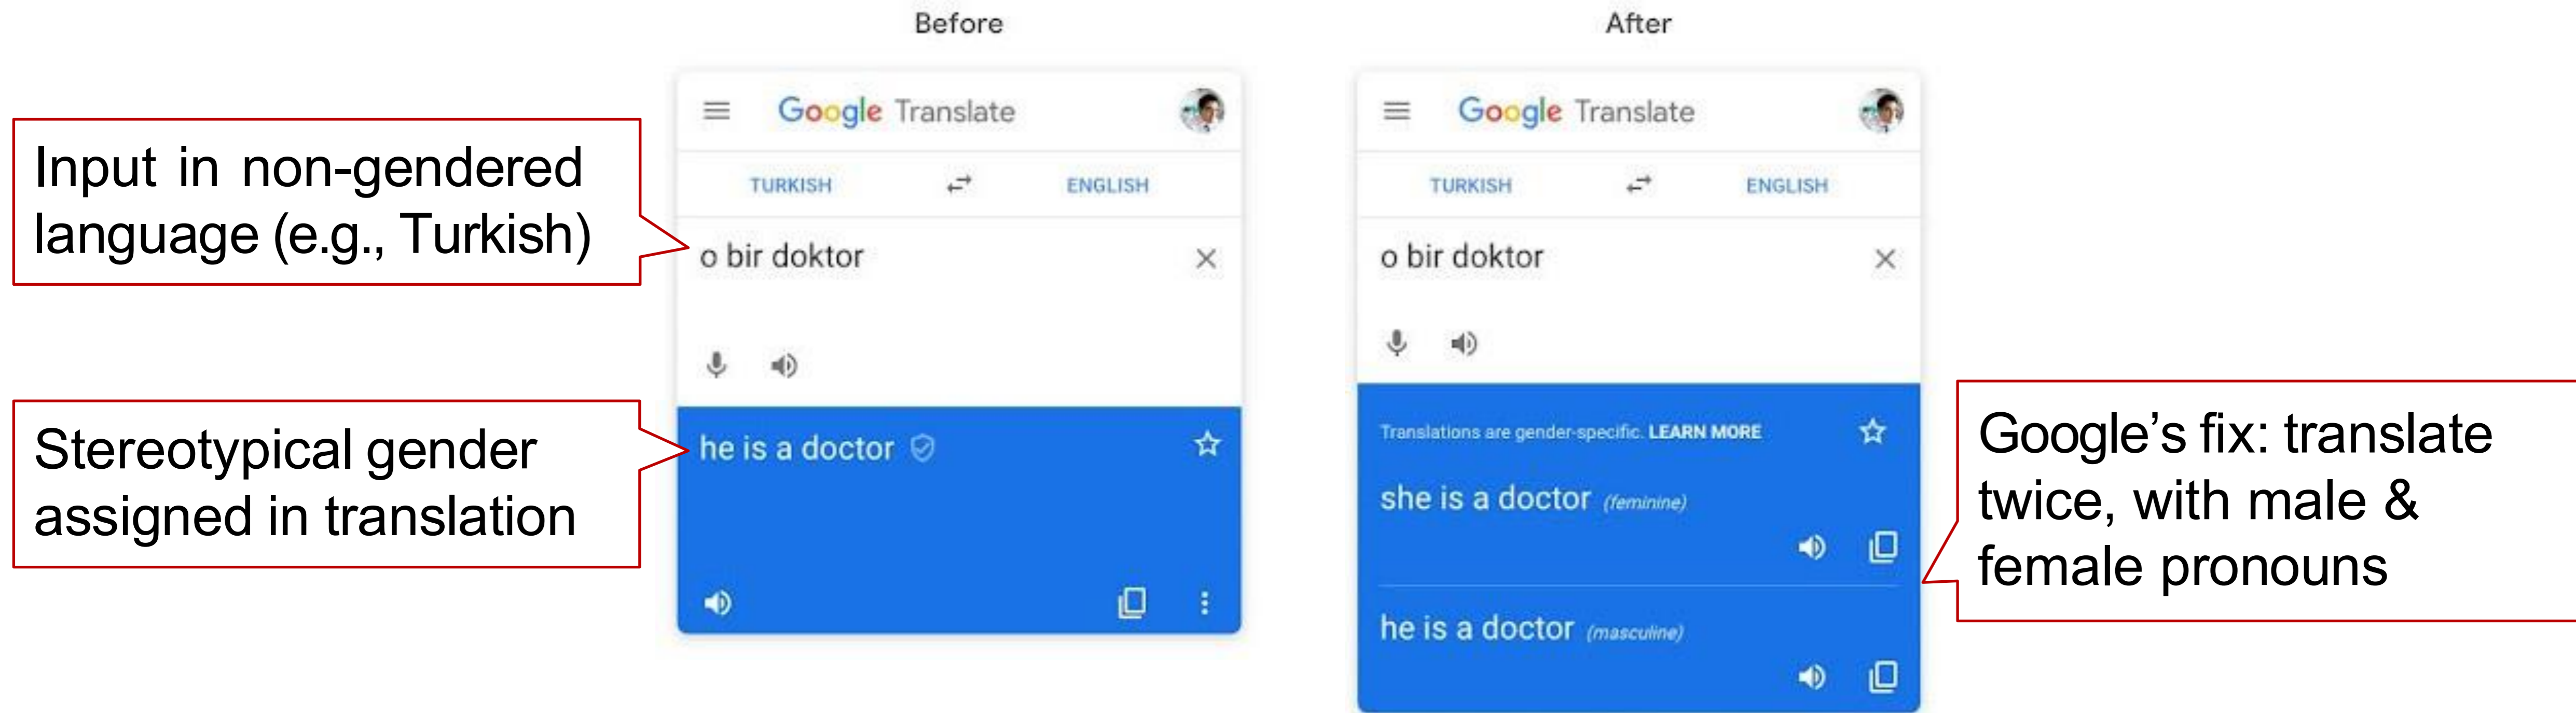 Before
After
Input in non-gendered
language (e.g., Turkish)
Stereotypical gender
assigned in translation
Google Translate
TURKISH
ENGLISH
o bir doktor
he is a doctor
Google Translate
TURKISH
ENGLISH
o bir doktor
Translations are gender-specific. LEARN MORE
she is a doctor (feminine)
he is a doctor (masculine)
Google’s fix: translate
twice, with male &
female pronouns